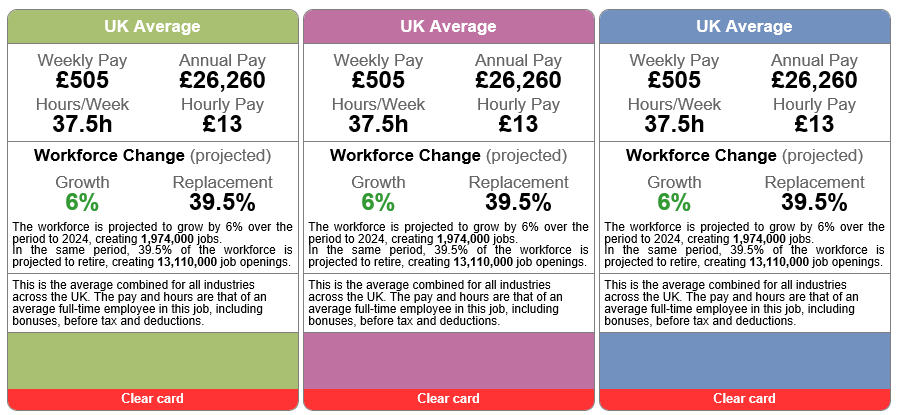 UK Average
Weekly Pay Annual Pay
£505 £26,260
Hours/Week Hourly Pay
37.5h £13
Workforce Change (projected)
Growth Replacement
6% 39.5%
The workforce is projected to grow by 6% over the
period to 2024, creating 1,974,000 jobs.
In the same period, 39.5% of the workforce is
projected to retire, creating 13,110,000 job openings.
This is the average combined for all industries
across the UK. The pay and hours are that of an
average full-time employee in this job, including
bonuses, before tax and deductions.
Clear card
UK Average
Weekly Pay Annual Pay
£505 £26,260
Hours/Week Hourly Pay
37.5h £13
Workforce Change (projected)
Growth Replacement
6% 39.5%
The workforce is projected to grow by 6% over the
period to 2024, creating 1,974,000 jobs.
In the same period, 39.5% of the workforce is
projected to retire, creating 13,110,000 job openings.
This is the average combined for all industries
across the UK. The pay and hours are that of an
average full-time employee in this job, including
bonuses, before tax and deductions.
Clear card
UK Average
Weekly Pay Annual Pay
£505 £26,260
Hours/Week Hourly Pay
37.5h £13
Workforce Change (projected)
Growth Replacement
6% 39.5%
The workforce is projected to grow by 6% over the
period to 2024, creating 1,974,000 jobs.
In the same period, 39.5% of the workforce is
projected to retire, creating 13,110,000 job openings.
This is the average combined for all industries
across the UK. The pay and hours are that of an
average full-time employee in this job, including
bonuses, before tax and deductions.
Clear card